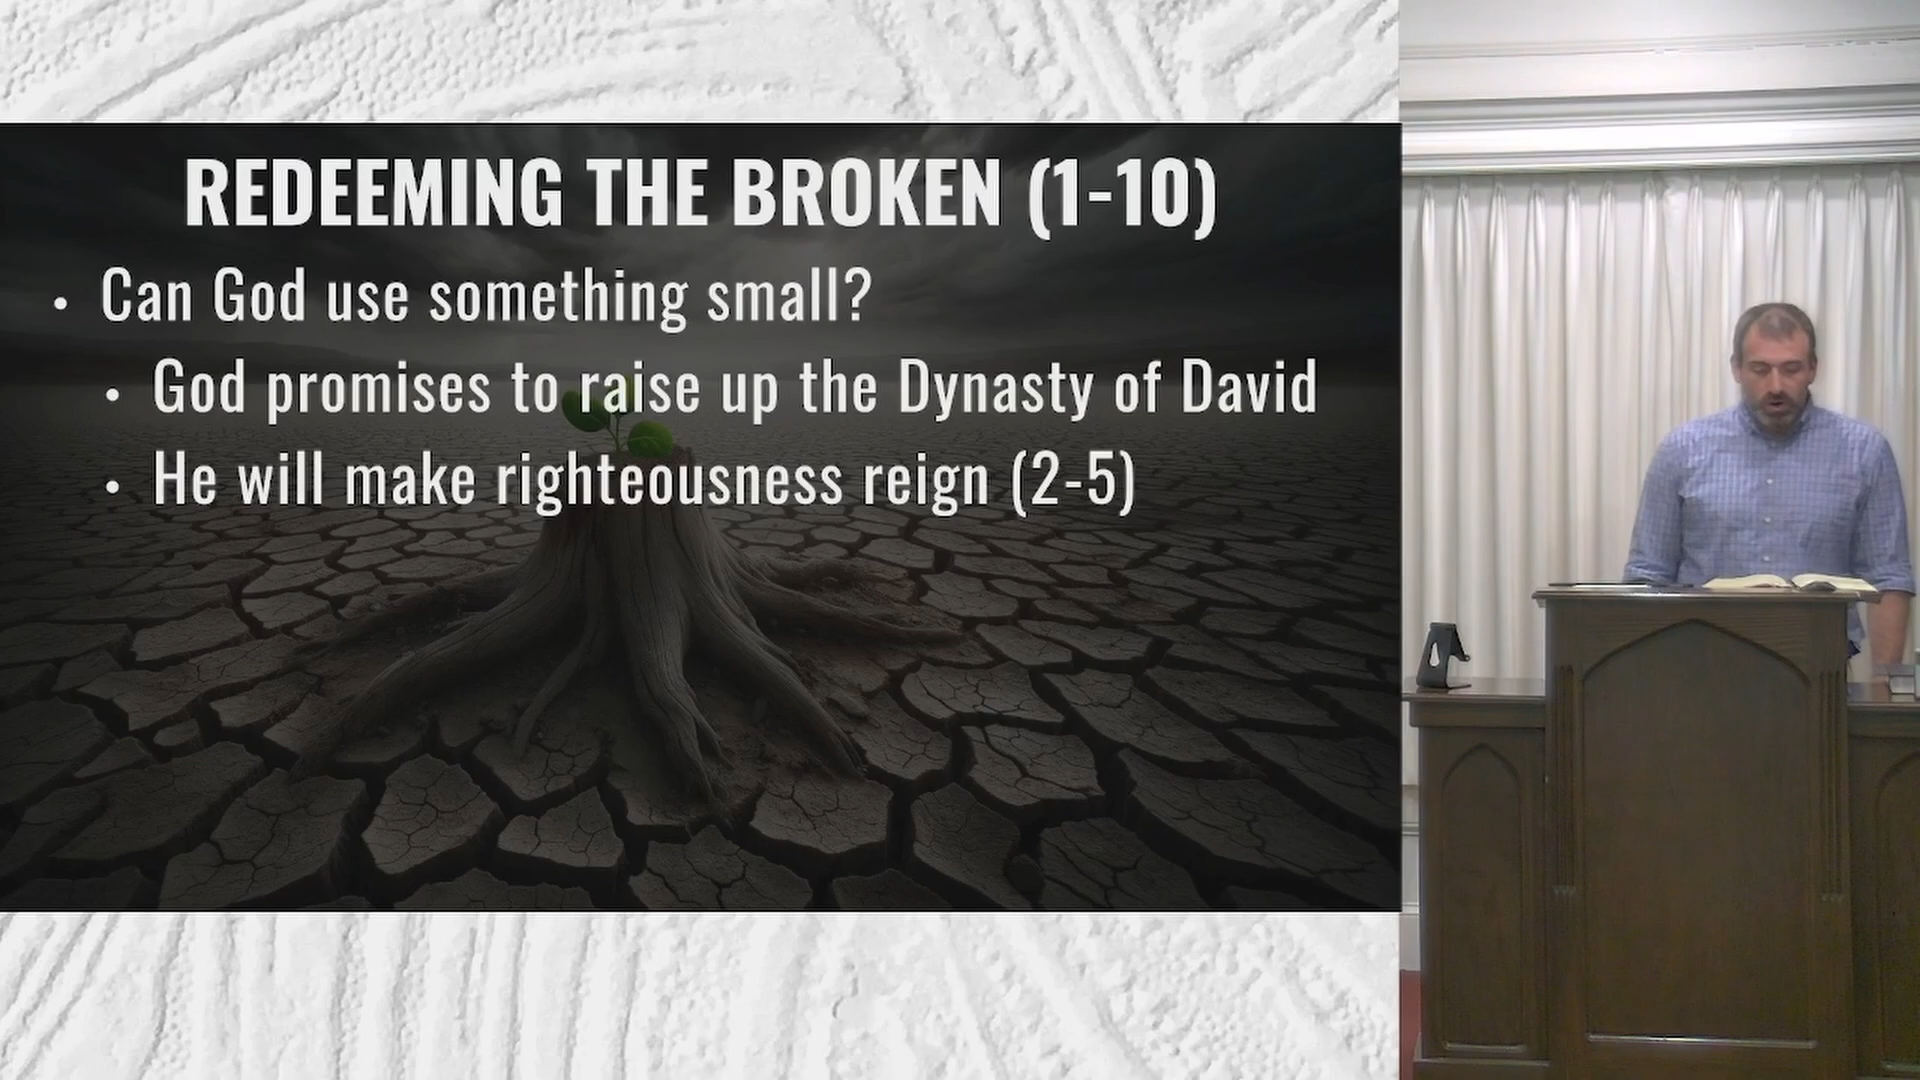 REDEEMING THE BROKEN (1-10)
• Can God use something small?
• God promises to raise up the Dynasty of David
• He will make righteousness reign (2-5)